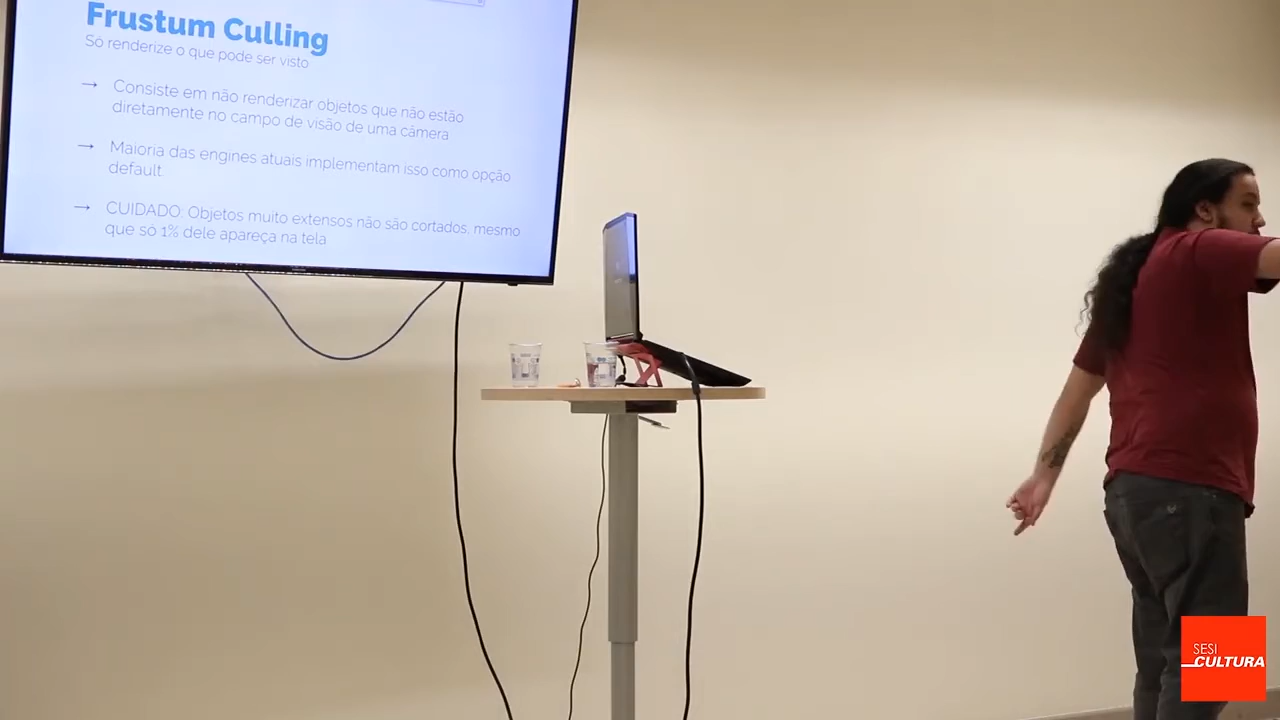 Frustum Culling
Só renderize o que pode ser visto
→ Consiste em não renderizar objetos que não estão
diretamente no campo de visão de uma câmera
→ Maioria das engines atuais implementam isso como opção
default.
→ CUIDADO: Objetos muito extensos não são cortados, mesmo
que só 1% dele apareça na tela
SESI
CULTURA